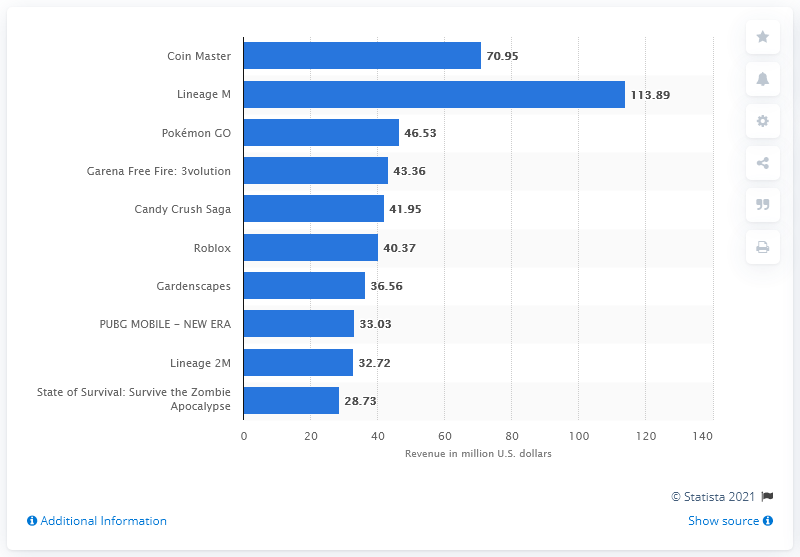 Coin Master 70.95
Lineage M 113.89
Pokémon GO 46.53
Garena Free Fire: 3volution 43.36
Candy Crush Saga 41.95
Roblox 40.37
Gardenscapes 36.56
PUBG MOBILE - NEW ERA 33.03
Lineage 2M 32.72
State of Survival: Survive the Zombie
Apocalypse 28.73
0 20 40 60 80 100 120 140
Revenue in million U.S. dollars
© Statista 2021
Additional Information
Show source